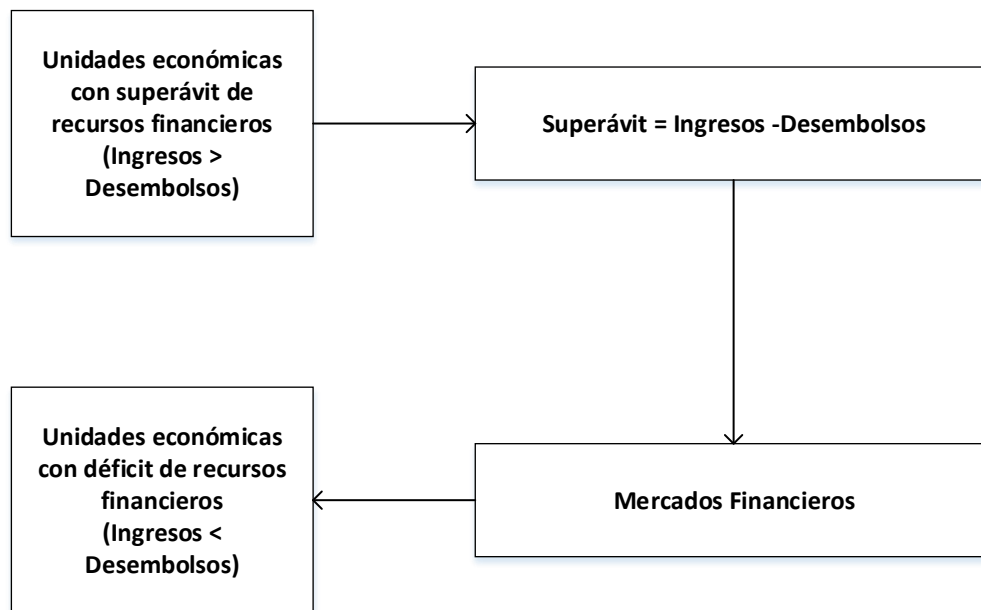 Unidades económicas
con superávit de
recursos financieros
(Ingresos >
Desembolsos)
Superávit = Ingresos -Desembolsos
Unidades económicas
con déficit de recursos
financieros
(Ingresos <
Desembolsos)
Mercados Financieros